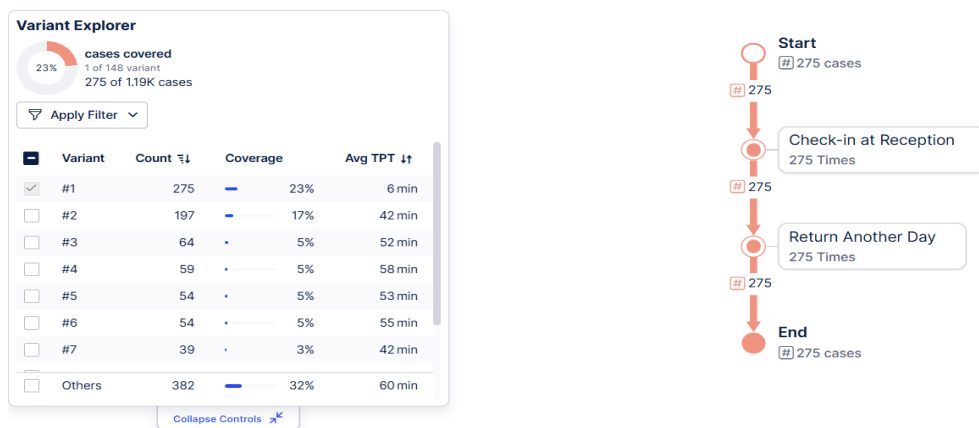 Variant Explorer
23%
cases covered
1 of 148 variant
275 of 1.19K cases
Apply Filter
Variant Count Coverage Avg TPT
#1 275 23% 6 min
#2 197 17% 42 min
#3 64 5% 52 min
#4 59 5% 58 min
#5 54 5% 53 min
#6 54 5% 55 min
#7 39 3% 42 min
Others 382 32% 60 min
Collapse Controls
Start
# 275 cases
# 275
Check-in at Reception
275 Times
# 275
Return Another Day
275 Times
# 275
End
# 275 cases